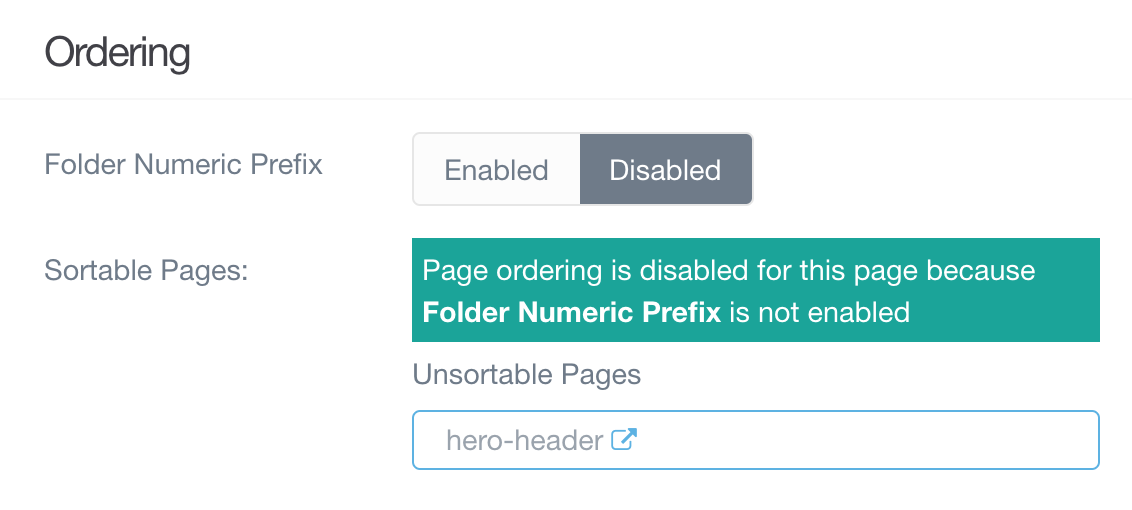 Ordering
Folder Numeric Prefix
Enabled
Disabled
Sortable Pages:
Page ordering is disabled for this page because
Folder Numeric Prefix is not enabled
Unsortable Pages
hero-header